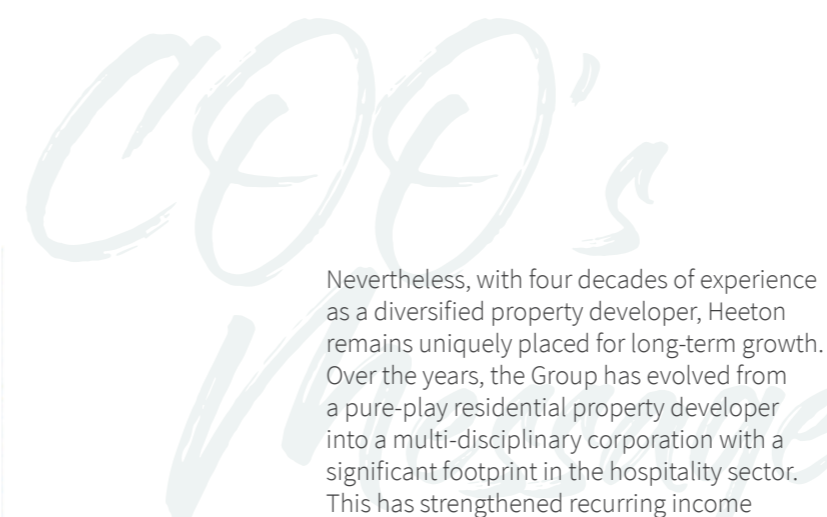 COO's
Message
Nevertheless, with four decades of experience
as a diversified property developer, Heeton
remains uniquely placed for long-term growth.
Over the years, the Group has evolved from
a pure-play residential property developer
into a multi-disciplinary corporation with a
significant footprint in the hospitality sector.
This has strengthened recurring income